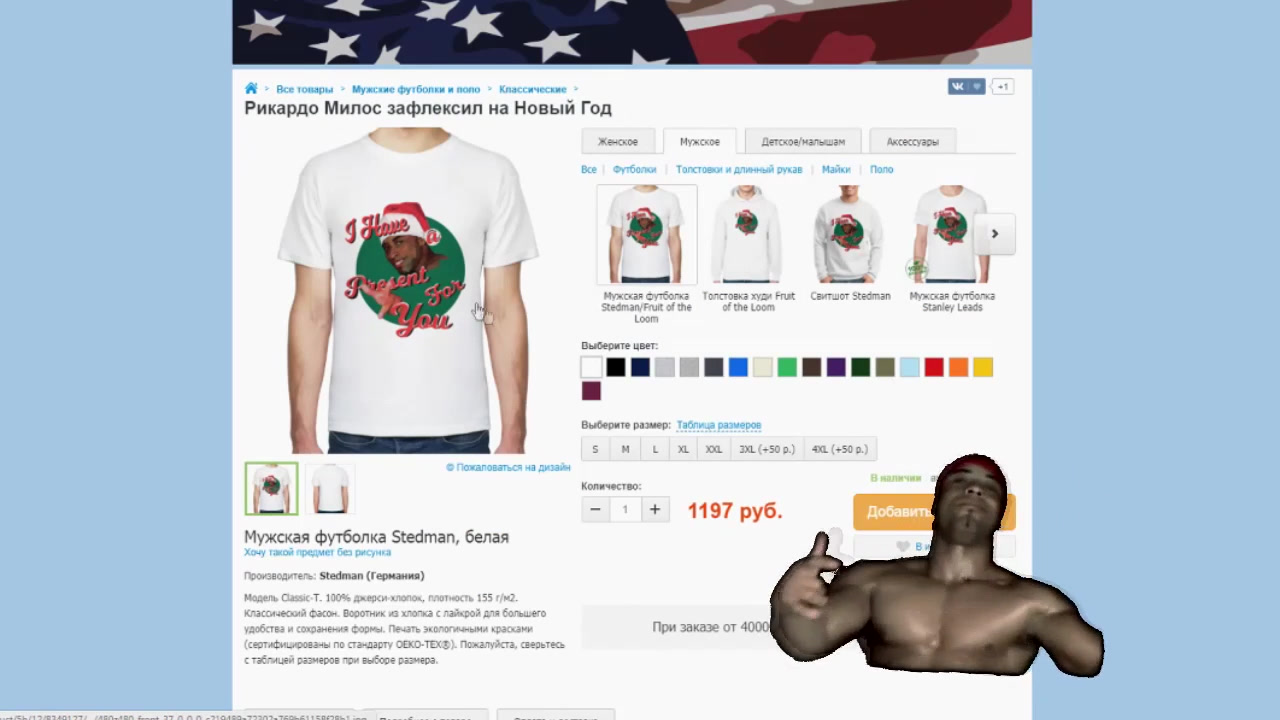 Все товары > Мужские футболки и поло > Классические >
+1
Рикардо Милос зафлексил на Новый Год
Женское Мужское Детское/малышам Аксессуары
Все | Футболки | Толстовки и длинный рукав | Майки | Поло
I Have
a
Present
For
You
Мужская футболка
Stedman/Fruit of the
Loom
Толстовка худи Fruit
of the Loom
Свитшот Stedman
Мужская футболка
Stanley Leads
Выберите цвет:
Выберите размер: Таблица размеров
S M L XL XXL 3XL (+50 р.) 4XL (+50 р.)
© Пожаловаться на дизайн
В наличии
Количество:
− 1 + 1197 руб.
Добавить
В
Мужская футболка Stedman, белая
Хочу такой предмет без рисунка
Производитель: Stedman (Германия)
Модель Classic-T. 100% джерси-хлопок, плотность 155 г/м2.
Классический фасон. Воротник из хлопка с лайкрой для большего
удобства и сохранения формы. Печать экологичными красками
(сертифицированы по стандарту OEKO-TEX®). Пожалуйста, сверьтесь
с таблицей размеров при выборе размера.
При заказе от 4000